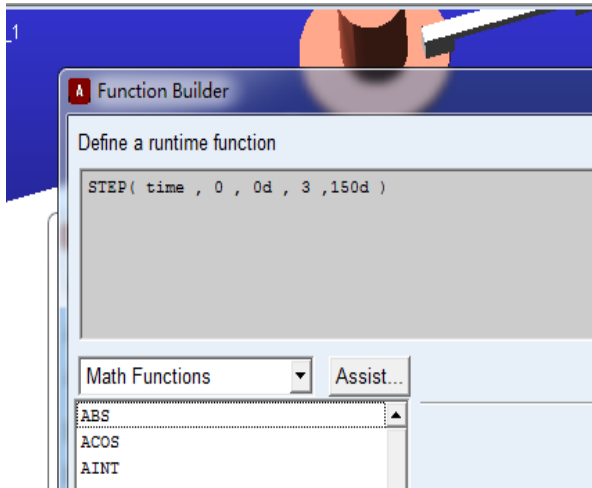 _1
A Function Builder
Define a runtime function
STEP( time , 0 , 0d , 3 ,150d )
Math Functions Assist...
ABS
ACOS
AINT